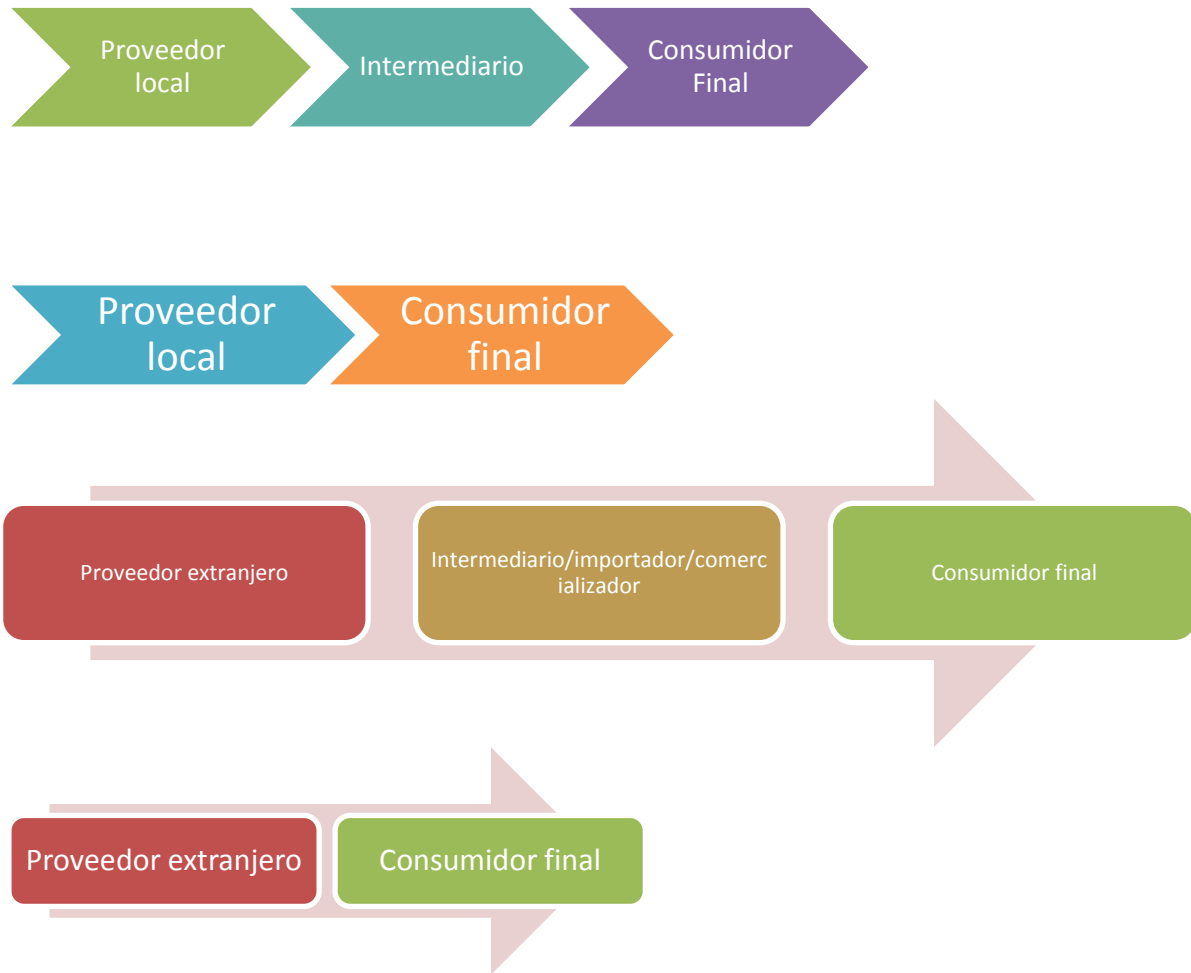 Proveedor
local
Intermediario
Consumidor
Final
Proveedor
local
Consumidor
final
Proveedor extranjero
Intermediario/importador/comerc
ializador
Consumidor final
Proveedor extranjero
Consumidor final